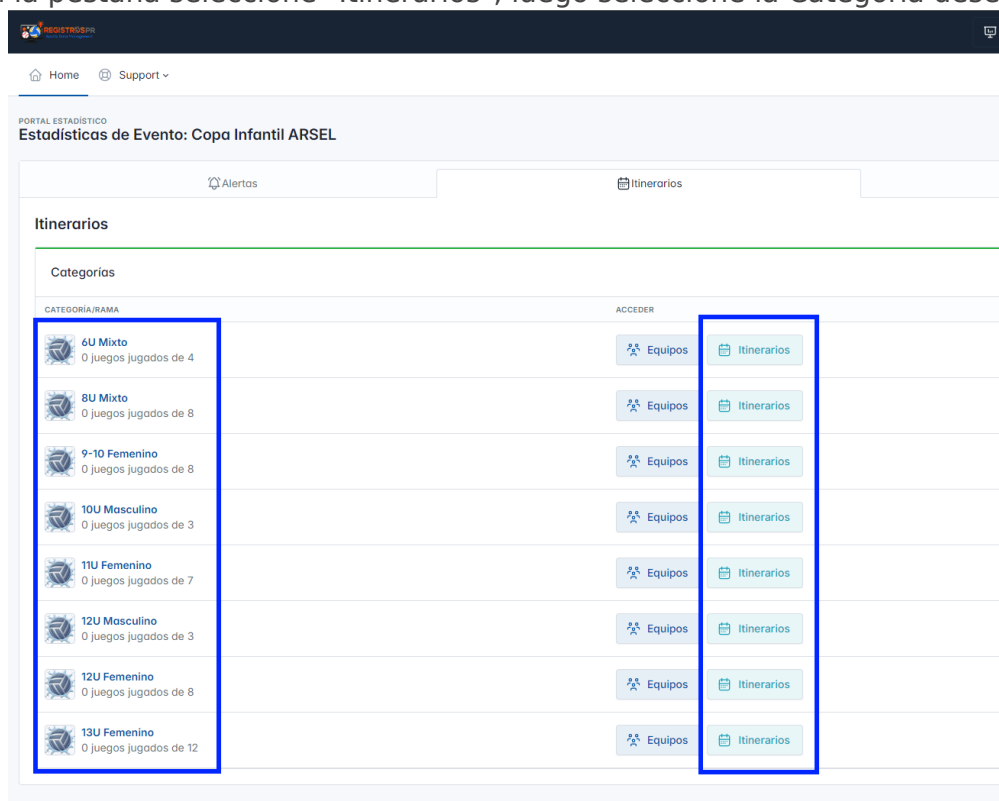 la pestaña seleccione "Itinerarios", luego seleccione la Categoría dese
REGISTRŪSPR
Home
Support
PORTAL ESTADÍSTICO
Estadísticas de Evento: Copa Infantil ARSEL
Alertas
Itinerarios
Itinerarios
Categorías
CATEGORÍA/RAMA
ACCEDER
6U Mixto
0 juegos jugados de 4
Equipos
Itinerarios
8U Mixto
0 juegos jugados de 8
Equipos
Itinerarios
9-10 Femenino
0 juegos jugados de 8
Equipos
Itinerarios
10U Masculino
0 juegos jugados de 3
Equipos
Itinerarios
11U Femenino
0 juegos jugados de 7
Equipos
Itinerarios
12U Masculino
0 juegos jugados de 3
Equipos
Itinerarios
12U Femenino
0 juegos jugados de 8
Equipos
Itinerarios
13U Femenino
0 juegos jugados de 12
Equipos
Itinerarios